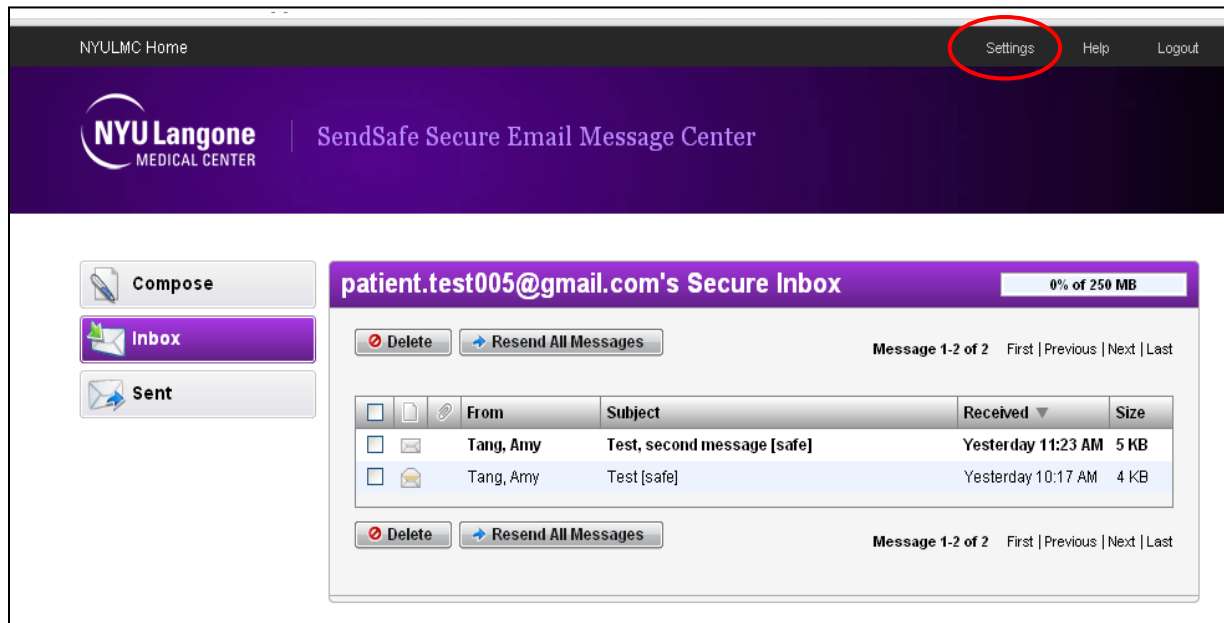 NYULMC Home Settings Help Logout
NYU Langone
MEDICAL CENTER
SendSafe Secure Email Message Center
Compose
Inbox
Sent
patient.test005@gmail.com's Secure Inbox 0% of 250 MB
Delete Resend All Messages Message 1-2 of 2 First | Previous | Next | Last
From Subject Received Size
Tang, Amy Test, second message [safe] Yesterday 11:23 AM 5 KB
Tang, Amy Test [safe] Yesterday 10:17 AM 4 KB
Delete Resend All Messages Message 1-2 of 2 First | Previous | Next | Last